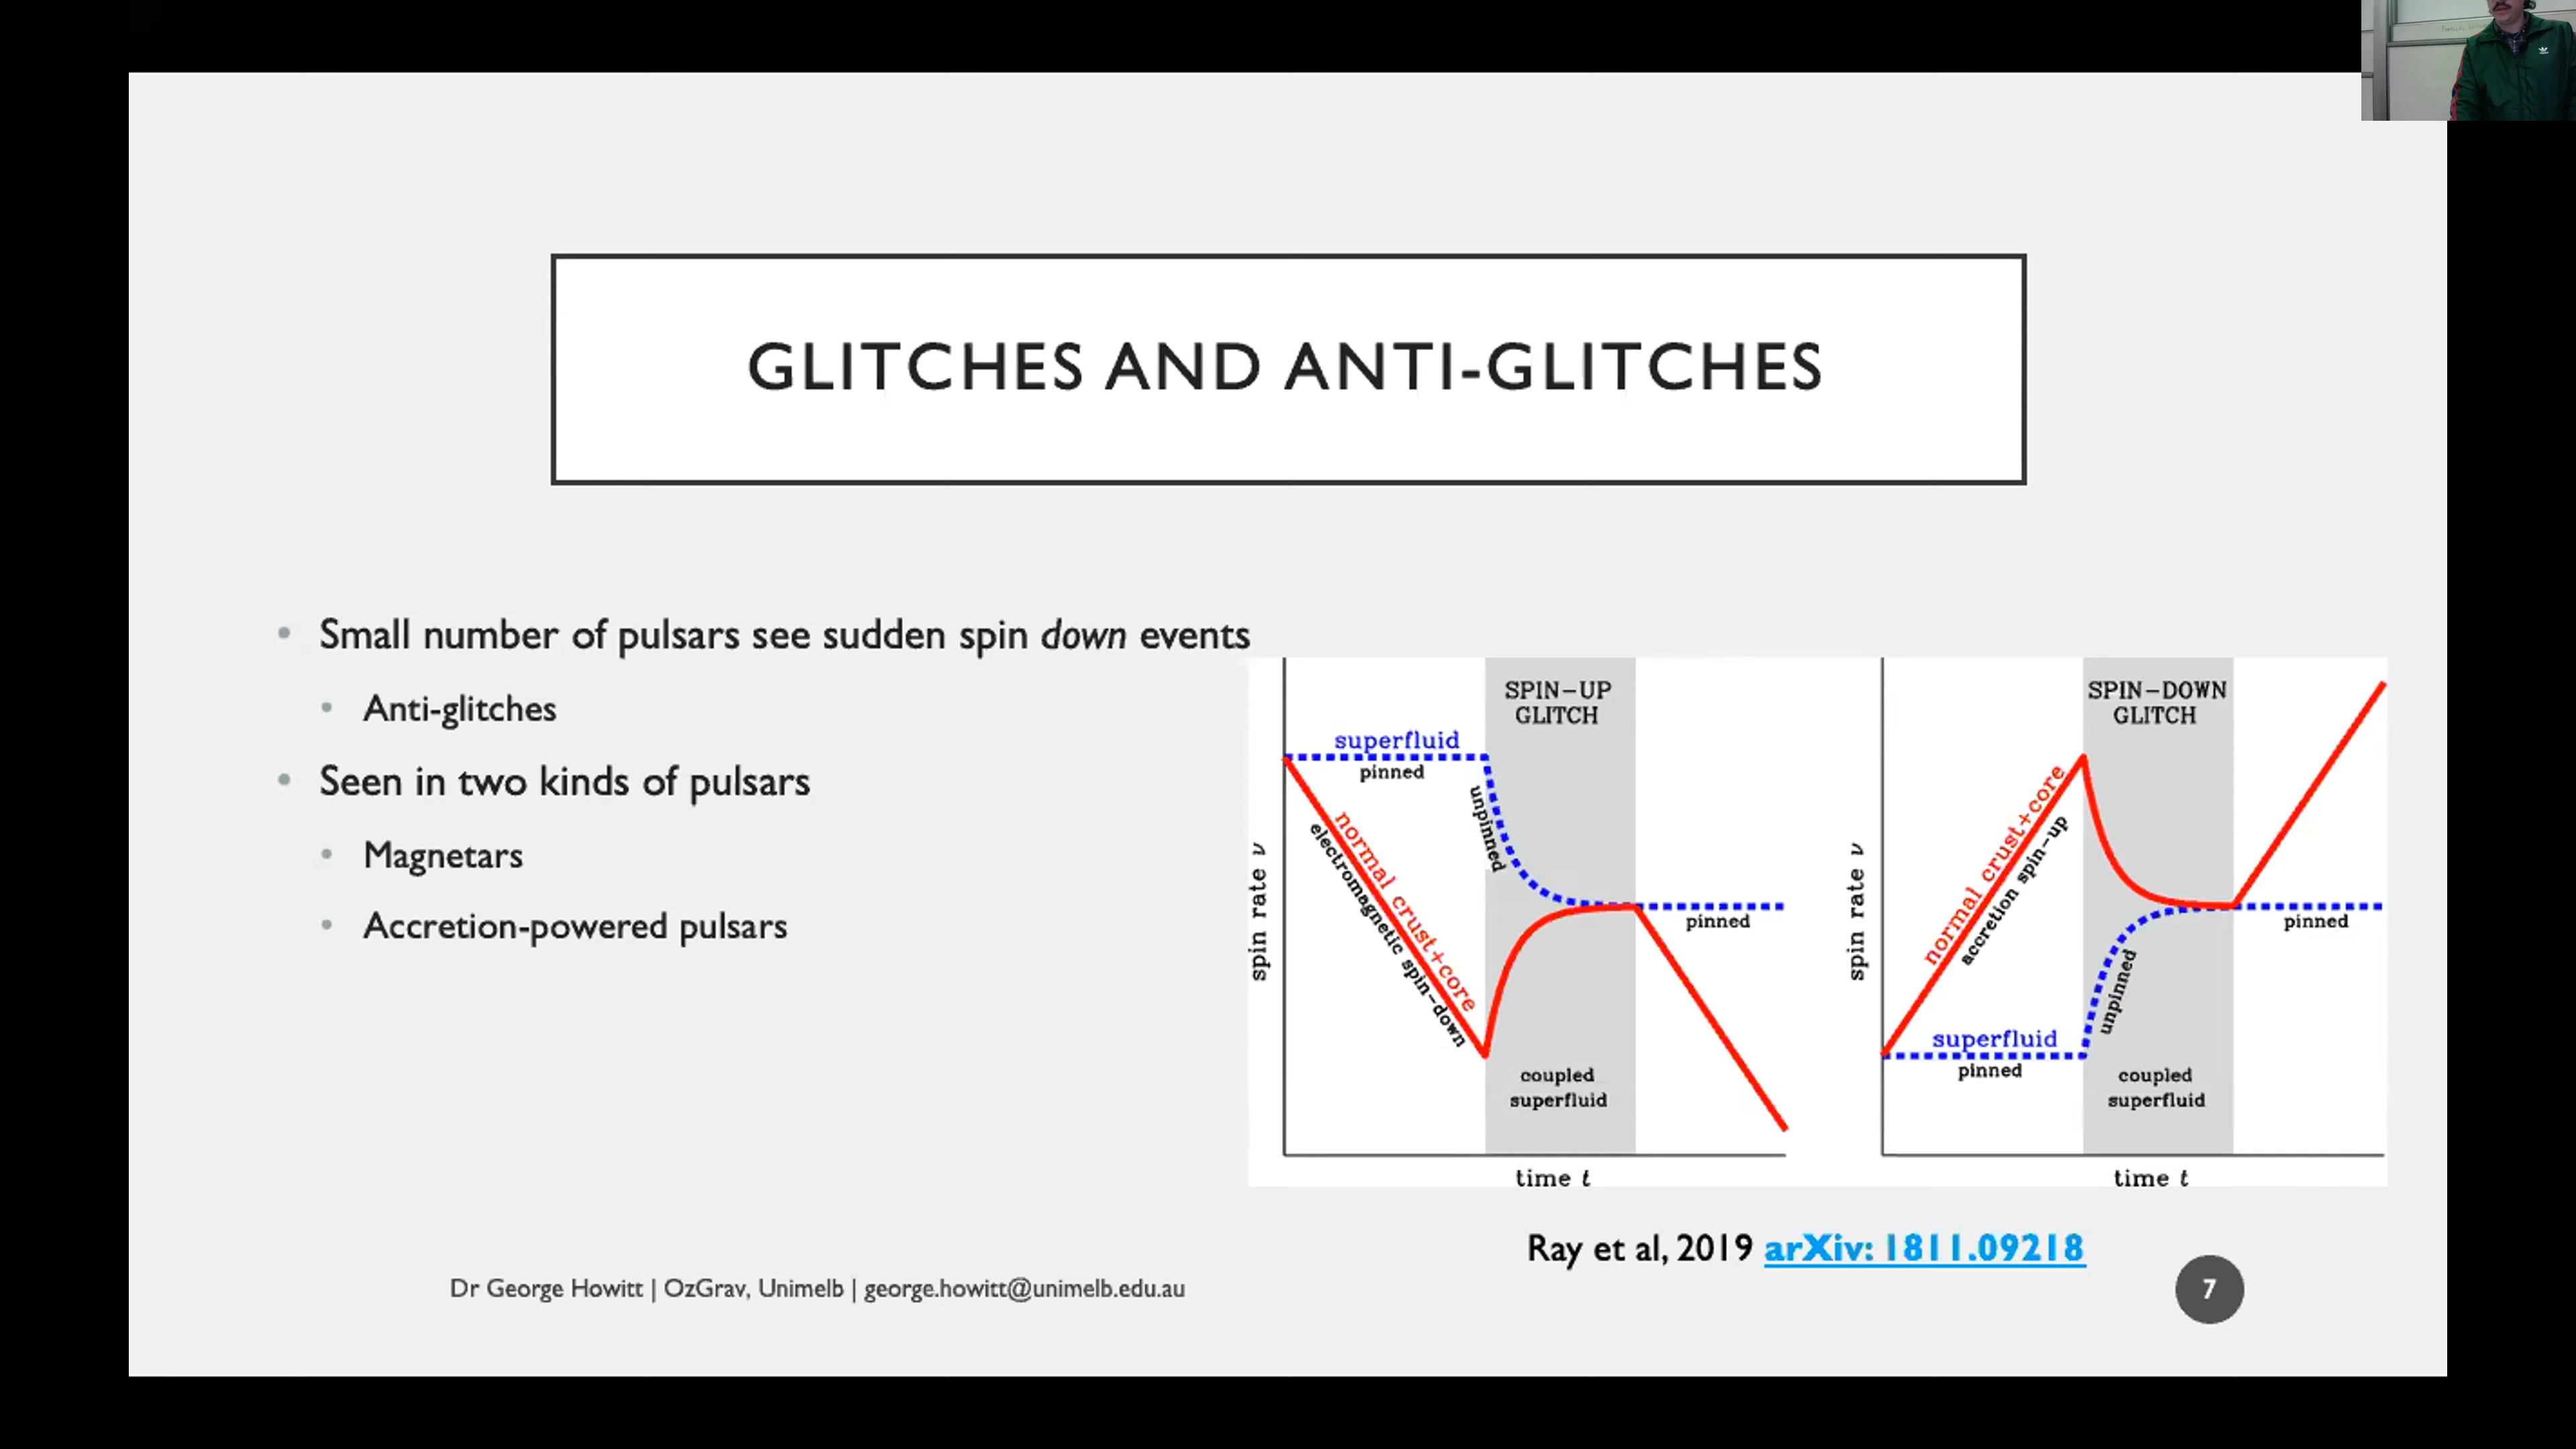 GLITCHES AND ANTI-GLITCHES
• Small number of pulsars see sudden spin down events
• Anti-glitches
• Seen in two kinds of pulsars
• Magnetars
• Accretion-powered pulsars
SPIN-UP
GLITCH
superfluid
pinned
unpinned
normal crust+core
electromagnetic spin-down
pinned
coupled
superfluid
spin rate ν
time t
SPIN-DOWN
GLITCH
normal crust+core
accretion spin-up
pinned
unpinned
superfluid
pinned
coupled
superfluid
spin rate ν
time t
Ray et al, 2019 arXiv: 1811.09218
Dr George Howitt | OzGrav, Unimelb | george.howitt@unimelb.edu.au
7